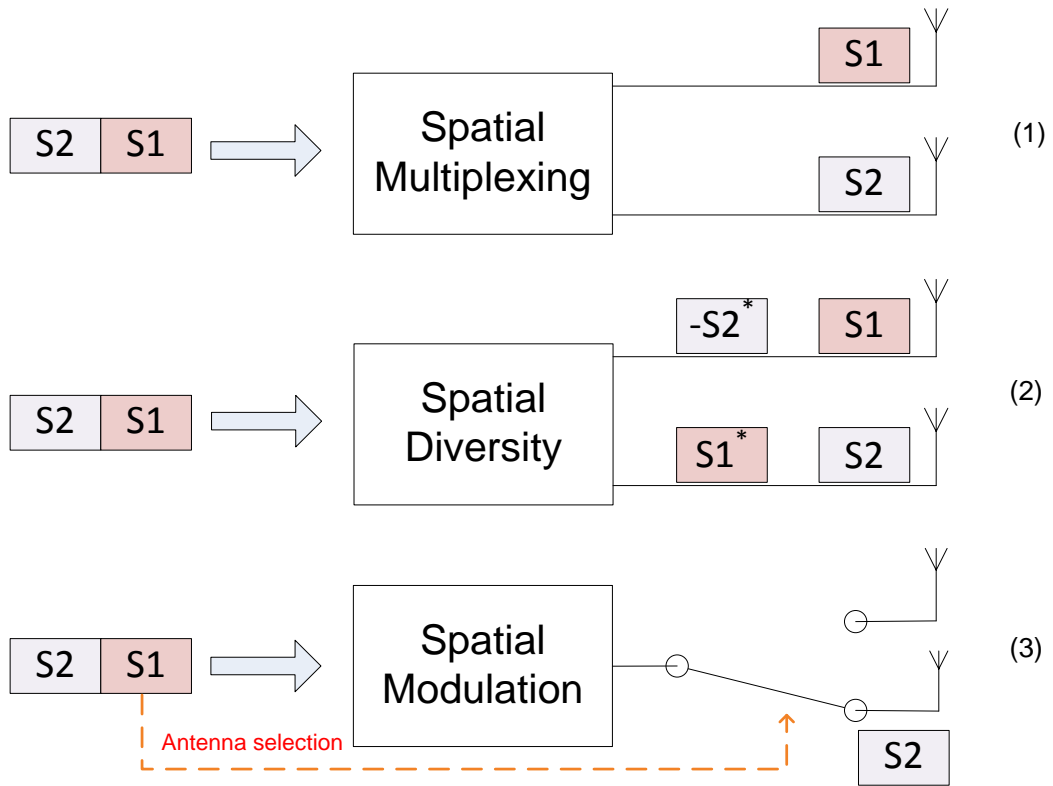 S1
S2 S1
Spatial
Multiplexing
(1)
S2
-S2* S1
S2 S1
Spatial
Diversity
(2)
S1* S2
S2 S1
Spatial
Modulation
(3)
Antenna selection
S2